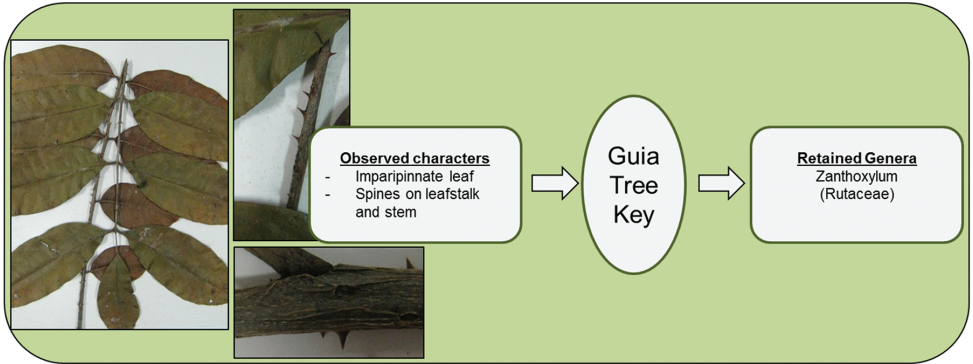 Observed characters
- Imparipinnate leaf
- Spines on leafstalk
and stem
Guia
Tree
Key
Retained Genera
Zanthoxylum
(Rutaceae)